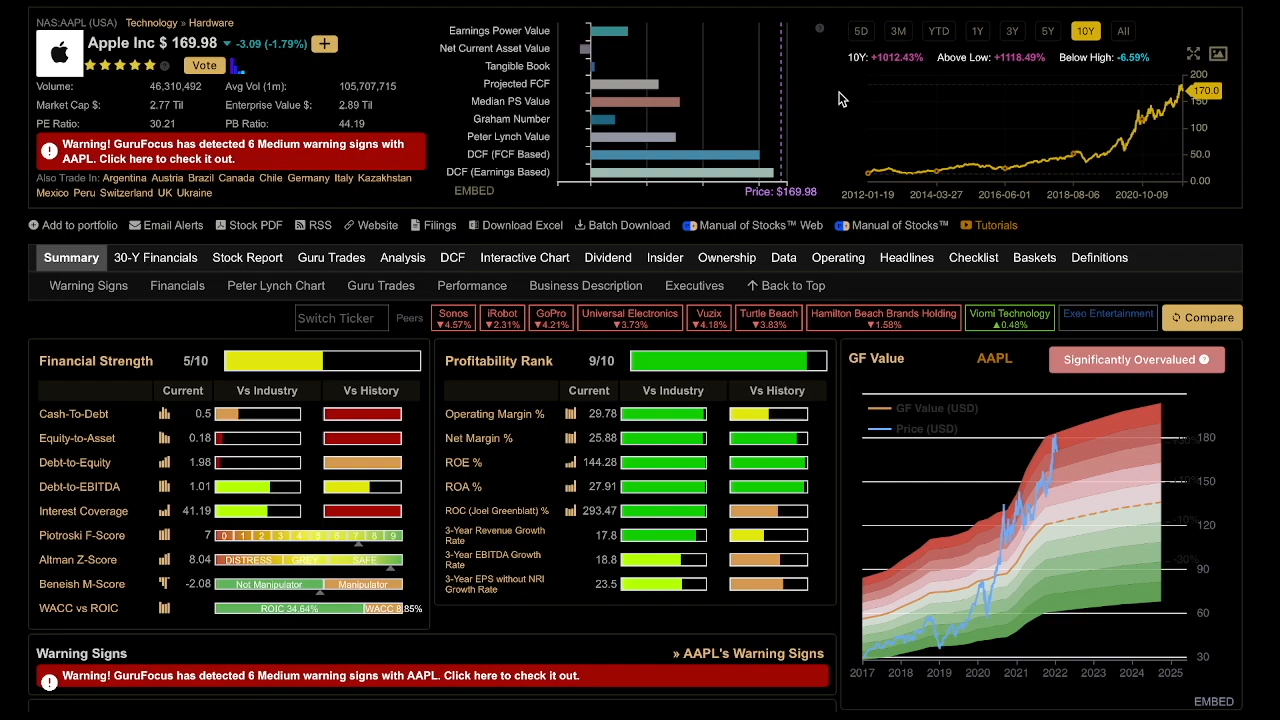 NAS:AAPL (USA) Technology » Hardware
Apple Inc $ 169.98 -3.09 (-1.79%) +
Vote
Volume: 46,310,492 Avg Vol (1m): 105,707,715
Market Cap $: 2.77 Til Enterprise Value $: 2.89 Til
PE Ratio: 30.21 PB Ratio: 44.19
Warning! GuruFocus has detected 6 Medium warning signs with
AAPL. Click here to check it out.
Also Trade In: Argentina Austria Brazil Canada Chile Germany Italy Kazakhstan
Mexico Peru Switzerland UK Ukraine
Earnings Power Value
Net Current Asset Value
Tangible Book
Projected FCF
Median PS Value
Graham Number
Peter Lynch Value
DCF (FCF Based)
DCF (Earnings Based)
EMBED
Price: $169.98
5D 3M YTD 1Y 3Y 5Y 10Y All
10Y: +1012.43% Above Low: +1118.49% Below High: -6.59%
200
170.0
150
100
50.0
0.00
2012-01-19 2014-03-27 2016-06-01 2018-08-06 2020-10-09
Add to portfolio Email Alerts Stock PDF RSS Website Filings Download Excel Batch Download Manual of Stocks™ Web Manual of Stocks™ Tutorials
Summary 30-Y Financials Stock Report Guru Trades Analysis DCF Interactive Chart Dividend Insider Ownership Data Operating Headlines Checklist Baskets Definitions
Warning Signs Financials Peter Lynch Chart Guru Trades Performance Business Description Executives Back to Top
Switch Ticker Peers
Sonos ▼4.57%
iRobot ▼2.31%
GoPro ▼4.21%
Universal Electronics ▼3.73%
Vuzix ▼4.18%
Turtle Beach ▼3.83%
Hamilton Beach Brands Holding ▼1.58%
Viomi Technology ▲0.48%
Exeo Entertainment
Compare
Financial Strength 5/10
Current Vs Industry Vs History
Cash-To-Debt 0.5
Equity-to-Asset 0.18
Debt-to-Equity 1.98
Debt-to-EBITDA 1.01
Interest Coverage 41.19
Piotroski F-Score 7 0 1 2 3 4 5 6 7 8 9
Altman Z-Score 8.04 DISTRESS GREY SAFE
Beneish M-Score -2.08 Not Manipulator Manipulator
WACC vs ROIC ROIC 34.64% WACC 8.85%
Profitability Rank 9/10
Current Vs Industry Vs History
Operating Margin % 29.78
Net Margin % 25.88
ROE % 144.28
ROA % 27.91
ROC (Joel Greenblatt) % 293.47
3-Year Revenue Growth
Rate 17.8
3-Year EBITDA Growth
Rate 18.8
3-Year EPS without NRI
Growth Rate 23.5
GF Value AAPL Significantly Overvalued
GF Value (USD)
Price (USD)
180
150
120
-10%
90
-30%
60
30
2017 2018 2019 2020 2021 2022 2023 2024 2025
EMBED
Warning Signs » AAPL's Warning Signs
Warning! GuruFocus has detected 6 Medium warning signs with AAPL. Click here to check it out.